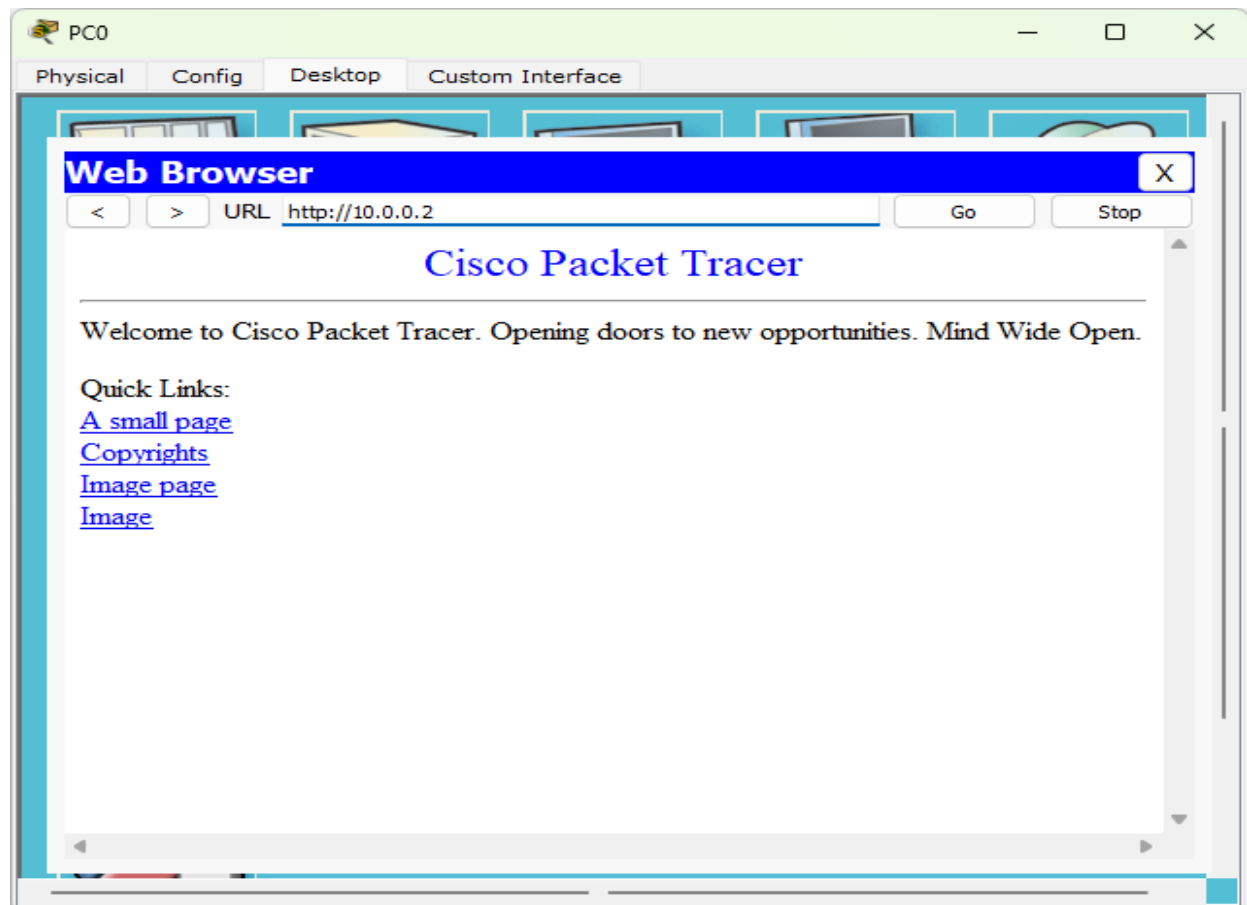 PC0
Physical Config Desktop Custom Interface
Web Browser X
< > URL http://10.0.0.2 Go Stop
Cisco Packet Tracer
Welcome to Cisco Packet Tracer. Opening doors to new opportunities. Mind Wide Open.
Quick Links:
A small page
Copyrights
Image page
Image